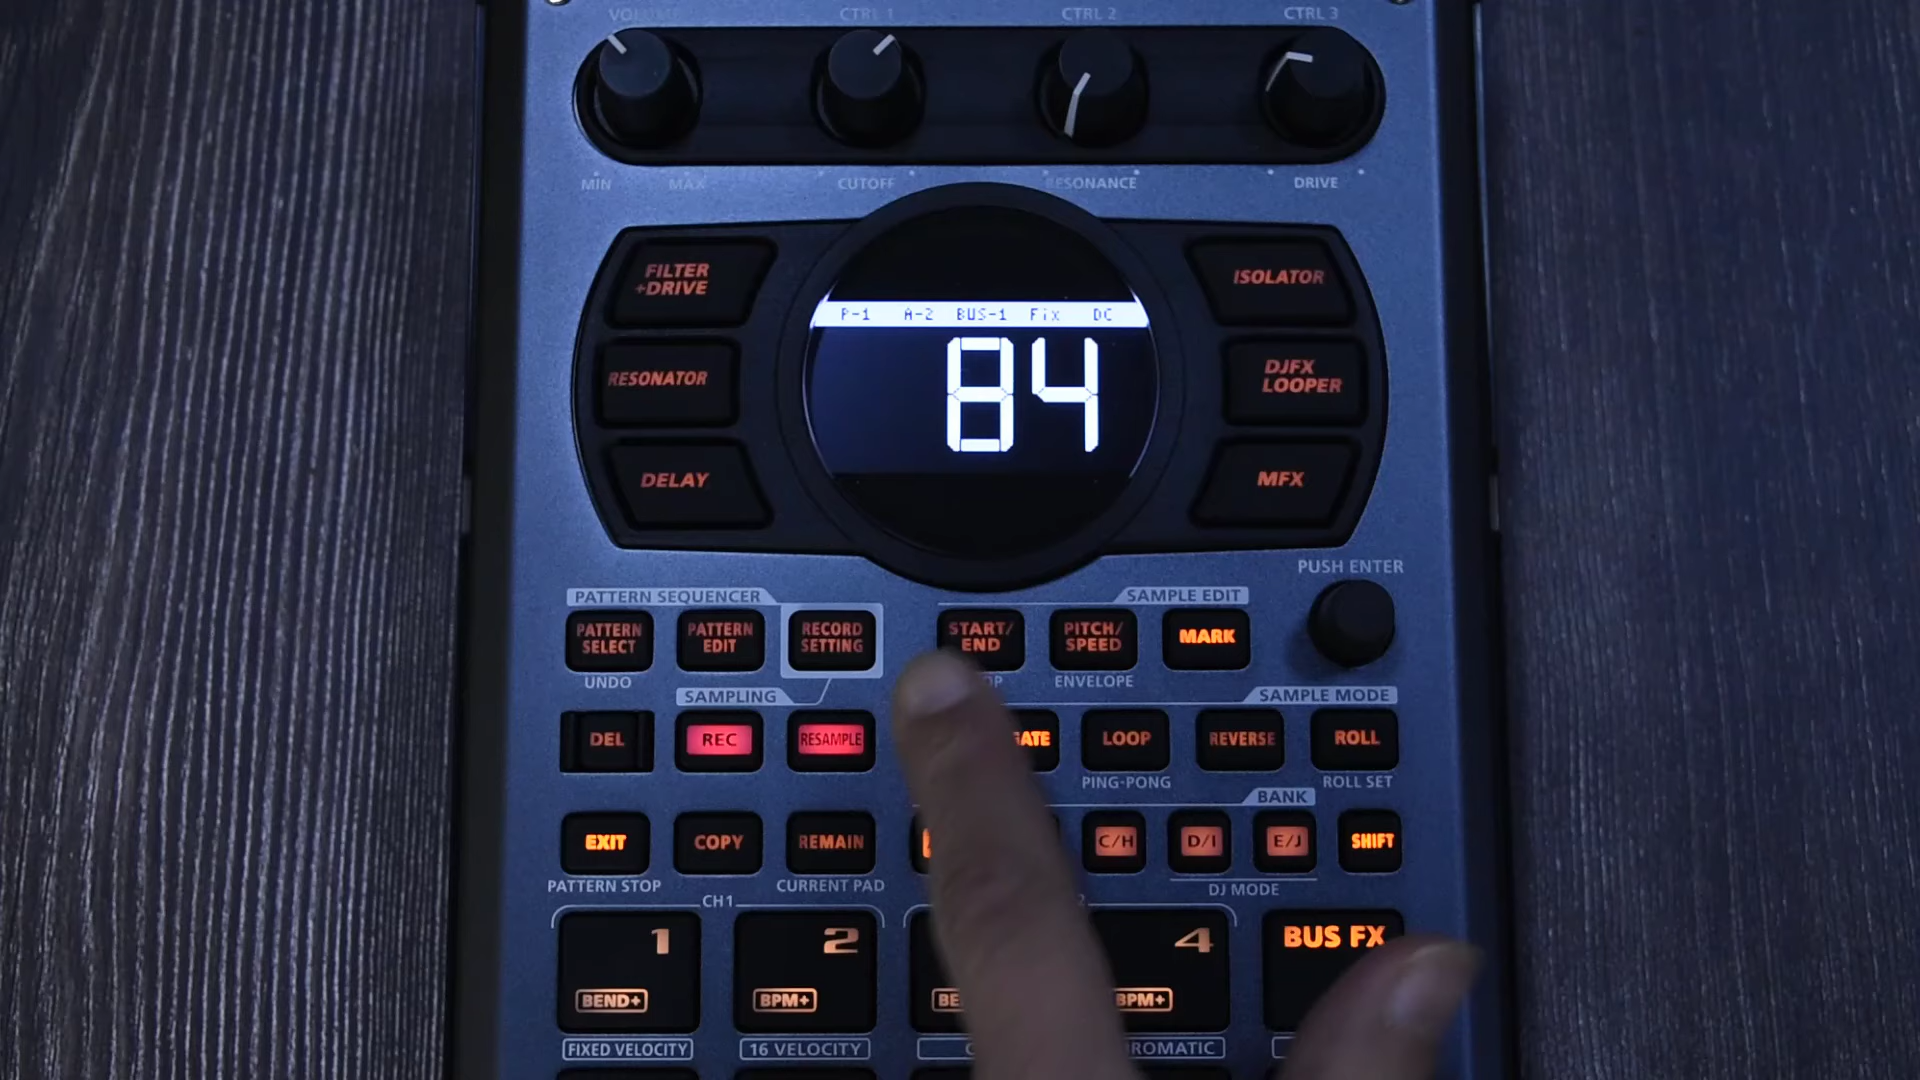 VOLUME CTRL 1 CTRL 2 CTRL 3
MIN MAX CUTOFF RESONANCE DRIVE
FILTER
+DRIVE
RESONATOR
DELAY
P-1 A-2 BUS-1 Fix DC
84
ISOLATOR
DJFX
LOOPER
MFX
PUSH ENTER
PATTERN SEQUENCER
SAMPLE EDIT
PATTERN
SELECT
PATTERN
EDIT
RECORD
SETTING
START/
END
PITCH/
SPEED
MARK
UNDO
ENVELOPE
SAMPLING
SAMPLE MODE
DEL REC RESAMPLE GATE LOOP REVERSE ROLL
PING-PONG ROLL SET
BANK
EXIT COPY REMAIN C/H D/I E/J SHIFT
PATTERN STOP CURRENT PAD DJ MODE
CH1
1 2 4 BUS FX
BEND+ BPM+ BPM+
FIXED VELOCITY 16 VELOCITY